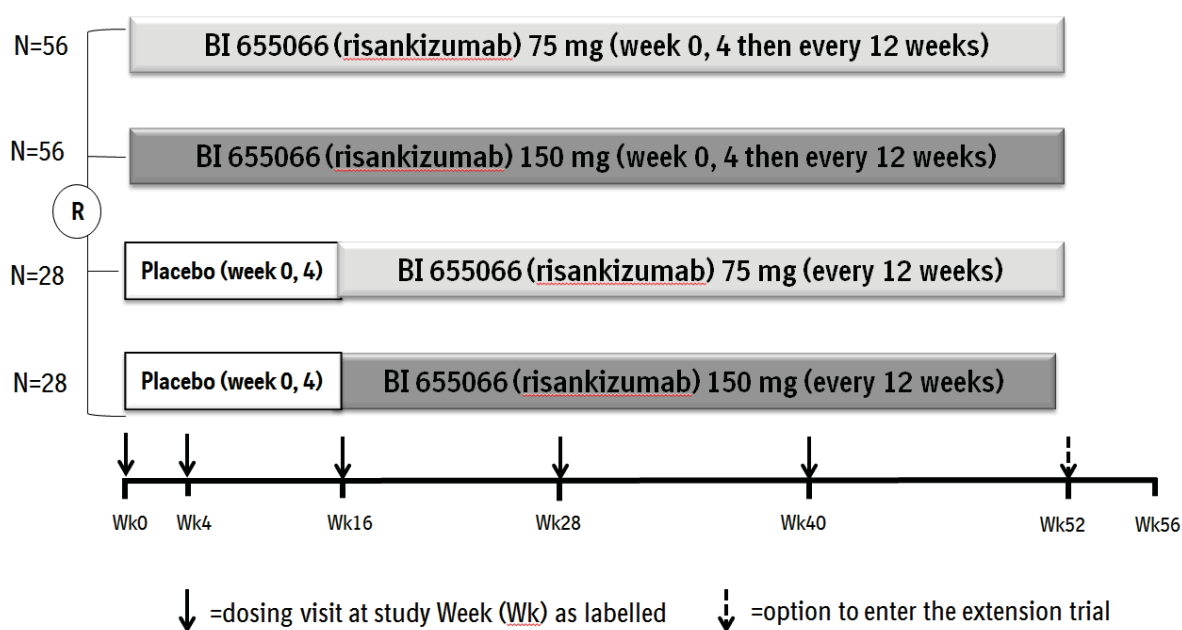 N=56
BI 655066 (risankizumab) 75 mg (week 0, 4 then every 12 weeks)
N=56
BI 655066 (risankizumab) 150 mg (week 0, 4 then every 12 weeks)
R
N=28
Placebo (week 0, 4)
BI 655066 (risankizumab) 75 mg (every 12 weeks)
N=28
Placebo (week 0, 4)
BI 655066 (risankizumab) 150 mg (every 12 weeks)
Wk0 Wk4 Wk16 Wk28 Wk40 Wk52 Wk56
=dosing visit at study Week (Wk) as labelled
=option to enter the extension trial